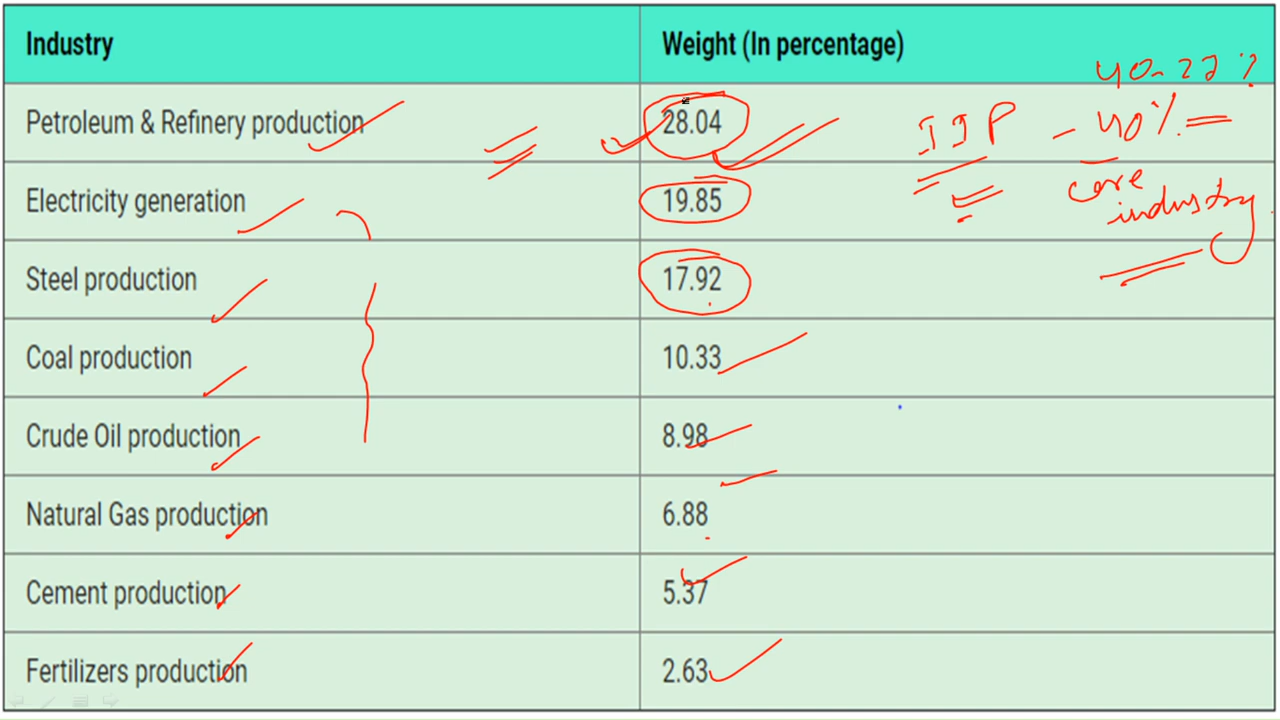 Industry Weight (In percentage)
40.27 %
Petroleum & Refinery production 28.04
IIP - 40% =
core
industry
Electricity generation 19.85
Steel production 17.92
Coal production 10.33
Crude Oil production 8.98
Natural Gas production 6.88
Cement production 5.37
Fertilizers production 2.63